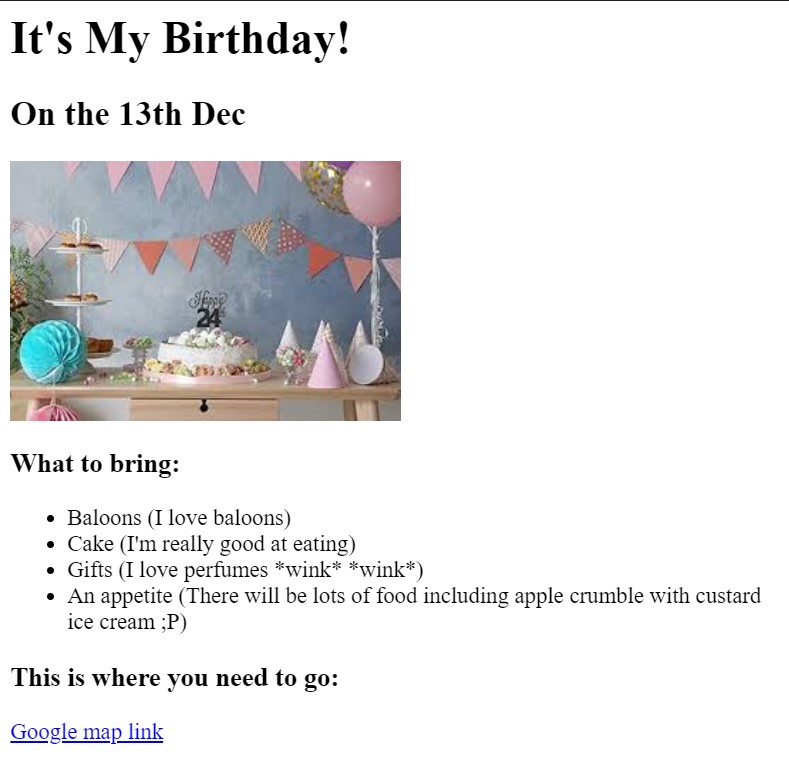 It's My Birthday!
On the 13th Dec
Happy
24th
What to bring:
Baloons (I love baloons)
Cake (I'm really good at eating)
Gifts (I love perfumes *wink* *wink*)
An appetite (There will be lots of food including apple crumble with custard
ice cream ;P)
This is where you need to go:
Google map link